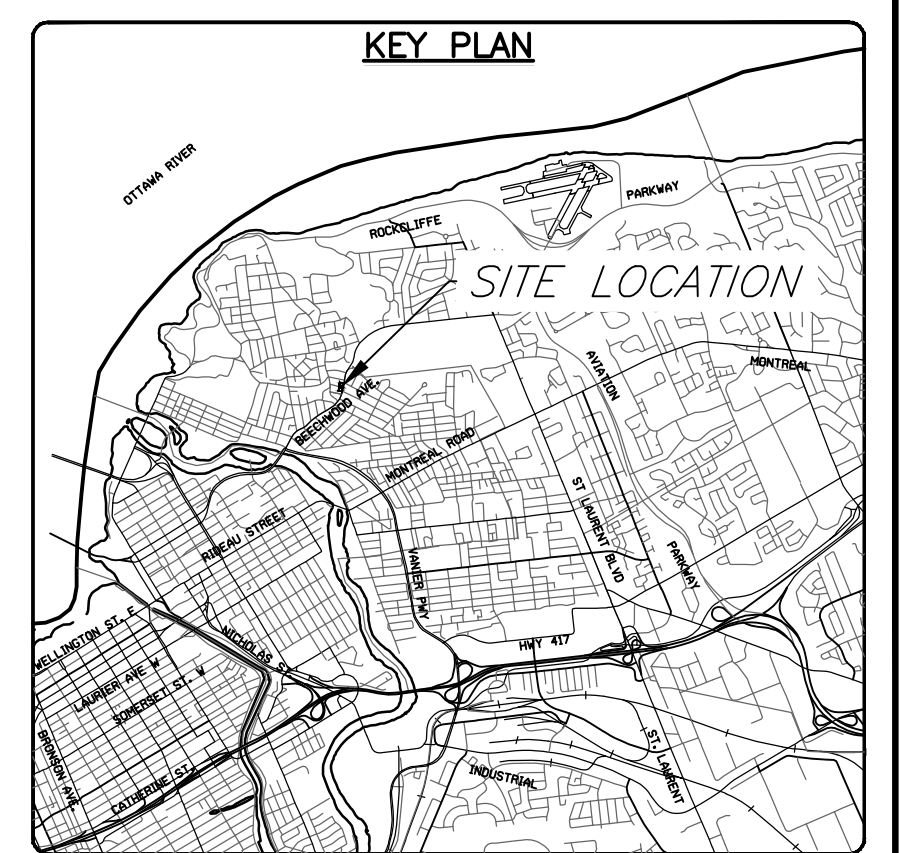 KEY PLAN
OTTAWA RIVER
PARKWAY
ROCKCLIFFE
SITE LOCATION
AVIATION
MONTREAL
BEECHWOOD AVE.
MONTREAL ROAD
ST LAURENT BLVD
RIDEAU STREET
PARKWAY
VANIER PWY
WELLINGTON ST.
NICHOLAS
HWY 417
LAURIER AVE W
SOMERSET ST. W
BRONSON AVE.
CATHERINE ST.
ST. LAURENT
INDUSTRIAL